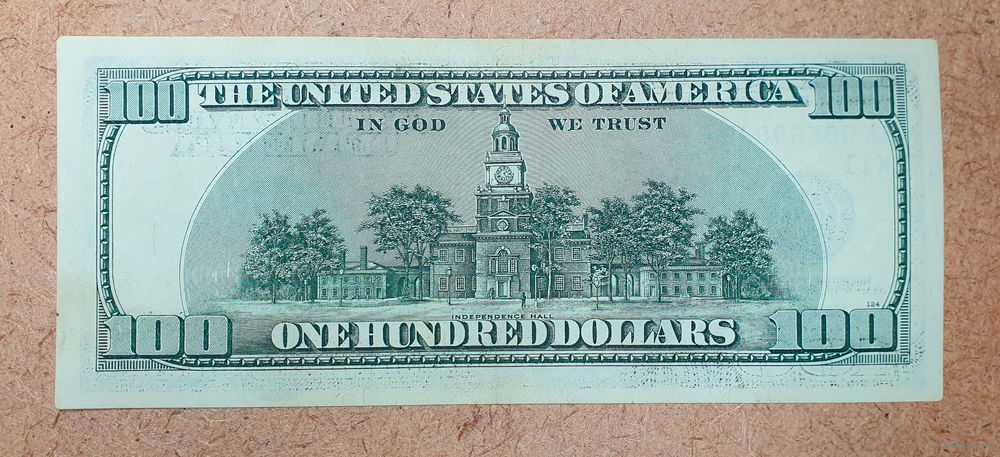 100 THE UNITED STATES OF AMERICA 100
IN GOD WE TRUST
124
INDEPENDENCE HALL
100 ONE HUNDRED DOLLARS 100